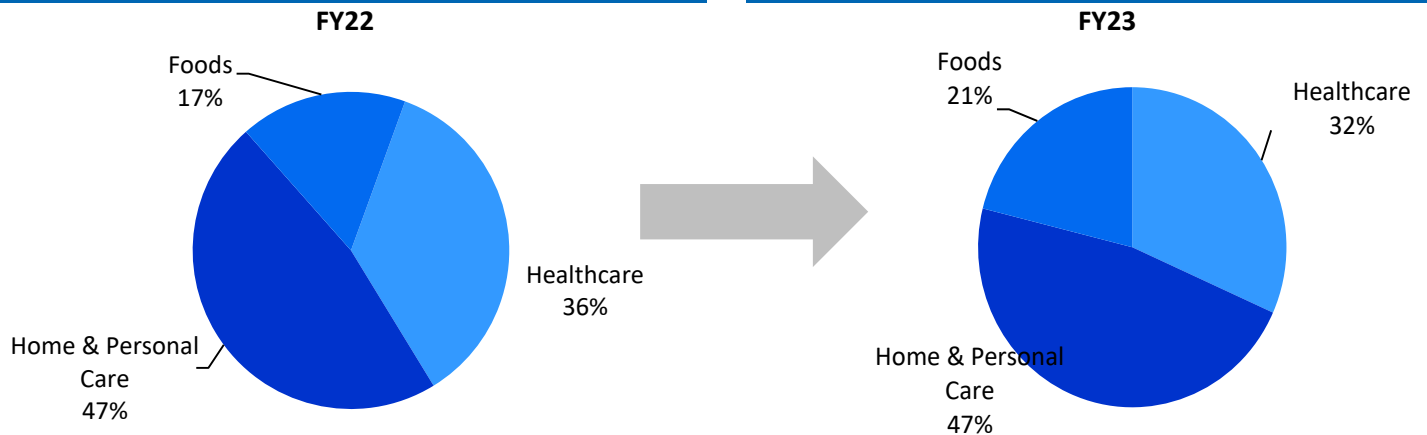 FY22
Foods
17%
Healthcare
36%
Home & Personal
Care
47%
FY23
Foods
21%
Healthcare
32%
Home & Personal
Care
47%